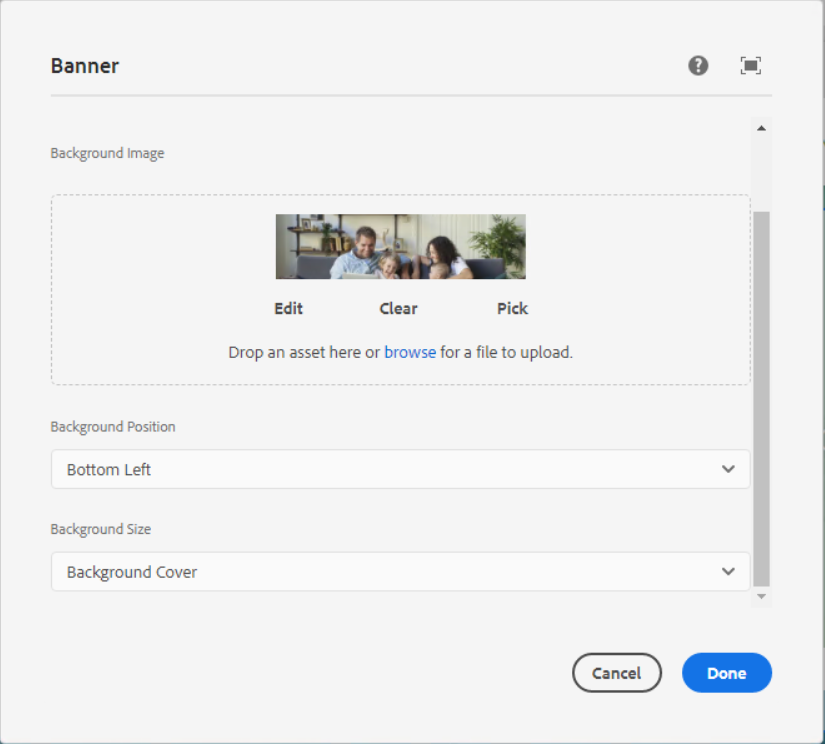 Banner
Background Image
Edit Clear Pick
Drop an asset here or browse for a file to upload.
Background Position
Bottom Left
Background Size
Background Cover
Cancel Done